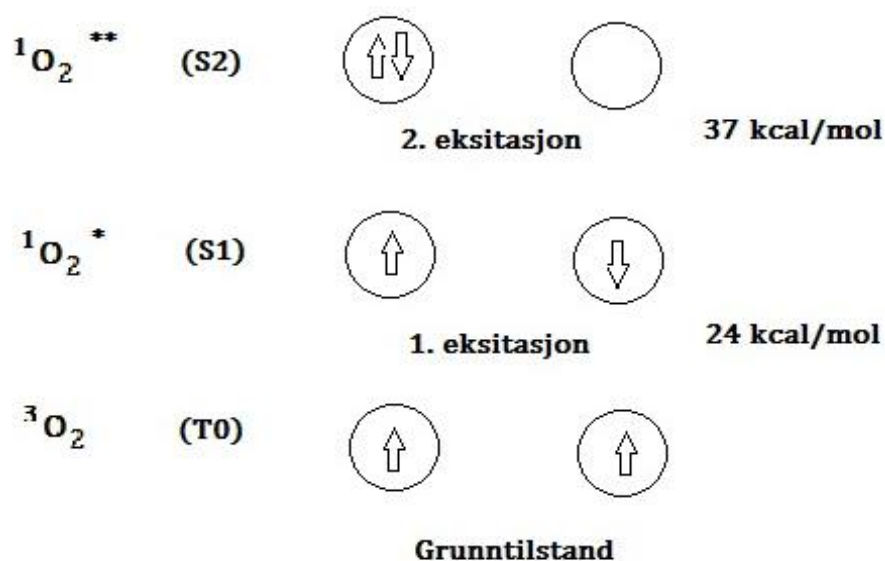 ¹O₂ ** (S2)
2. eksitasjon 37 kcal/mol
¹O₂ * (S1)
1. eksitasjon 24 kcal/mol
³O₂ (T0)
Grunntilstand